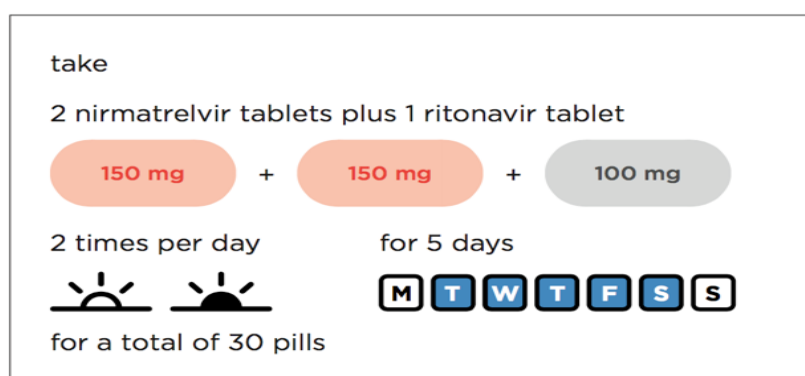 take
2 nirmatrelvir tablets plus 1 ritonavir tablet
150 mg + 150 mg + 100 mg
2 times per day for 5 days
M T W T F S S
for a total of 30 pills